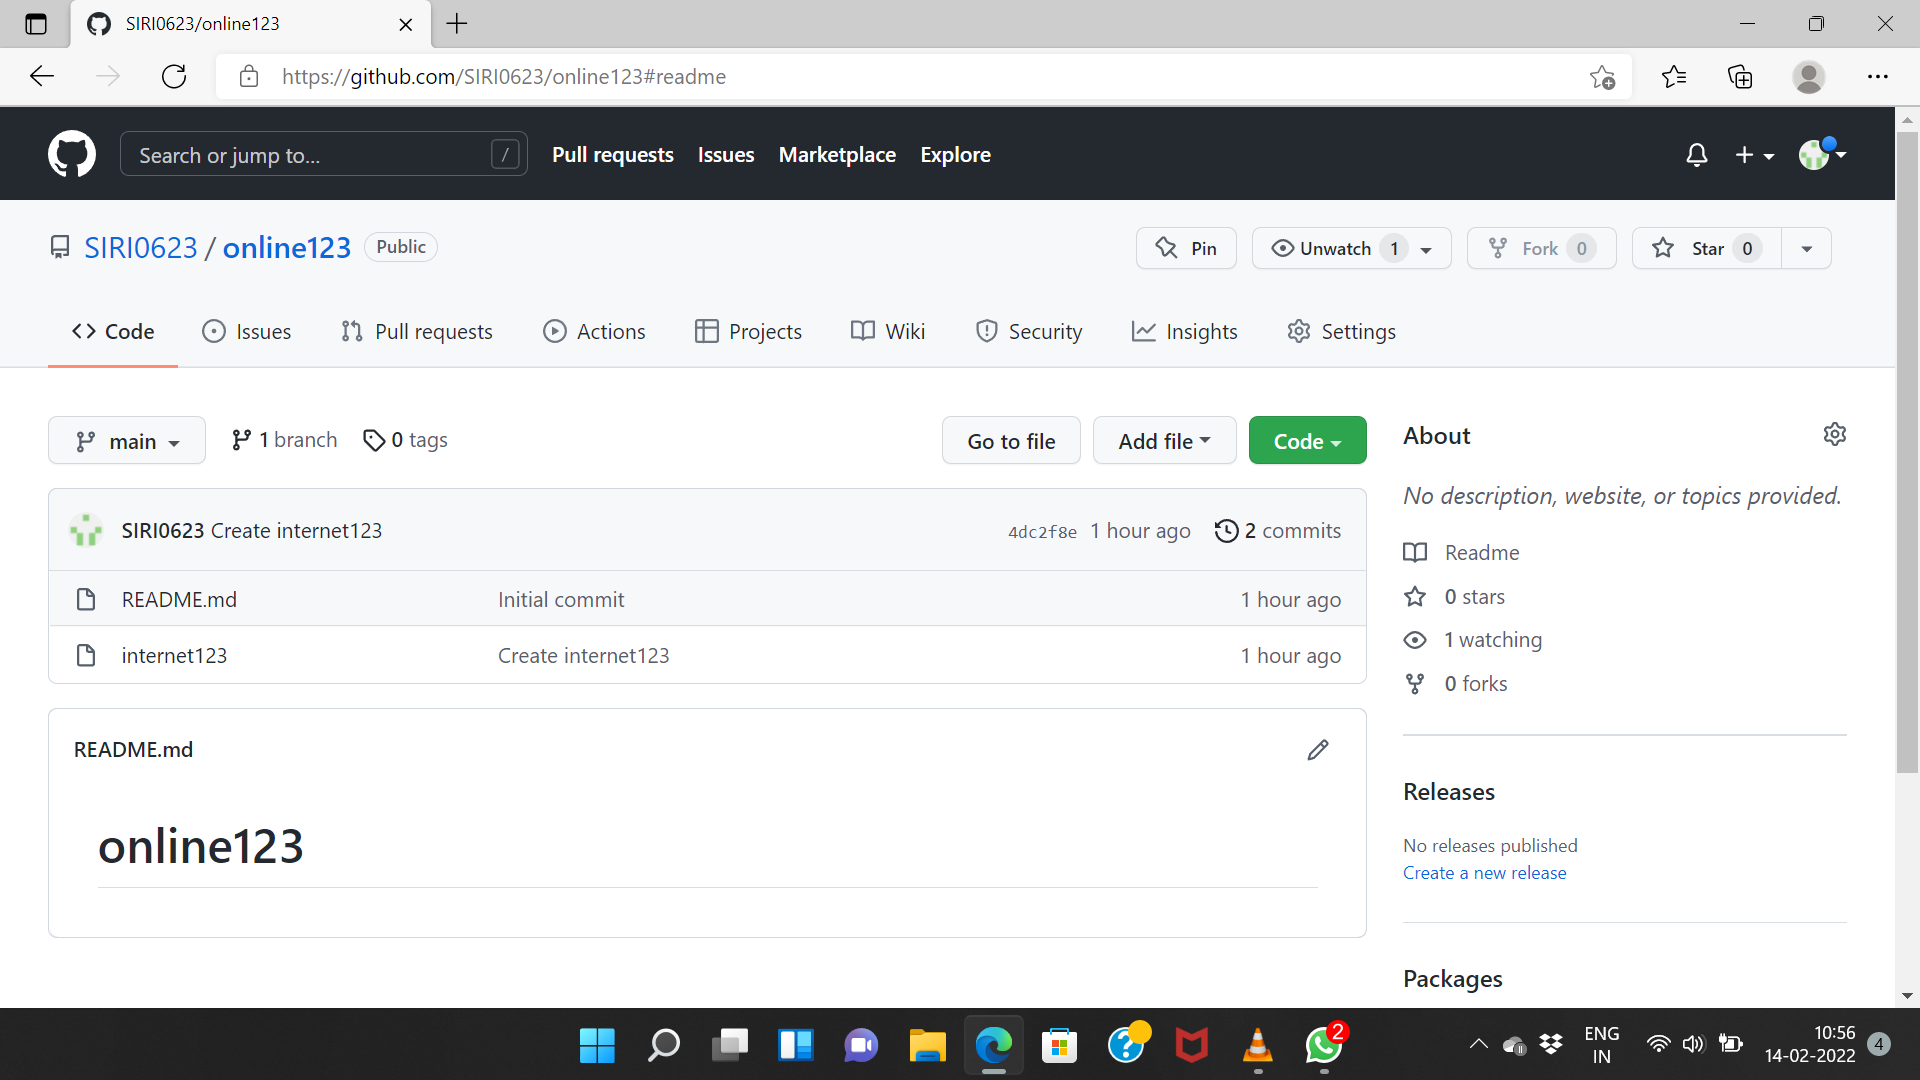 SIRI0623/online123
https://github.com/SIRI0623/online123#readme
Search or jump to... /
Pull requests Issues Marketplace Explore
SIRI0623 / online123 Public
Pin Unwatch 1 Fork 0 Star 0
Code Issues Pull requests Actions Projects Wiki Security Insights Settings
main 1 branch 0 tags Go to file Add file Code
About
No description, website, or topics provided.
SIRI0623 Create internet123 4dc2f8e 1 hour ago 2 commits
README.md Initial commit 1 hour ago
internet123 Create internet123 1 hour ago
Readme
0 stars
1 watching
0 forks
README.md
online123
Releases
No releases published
Create a new release
Packages
2
ENG
IN
10:56
14-02-2022
4